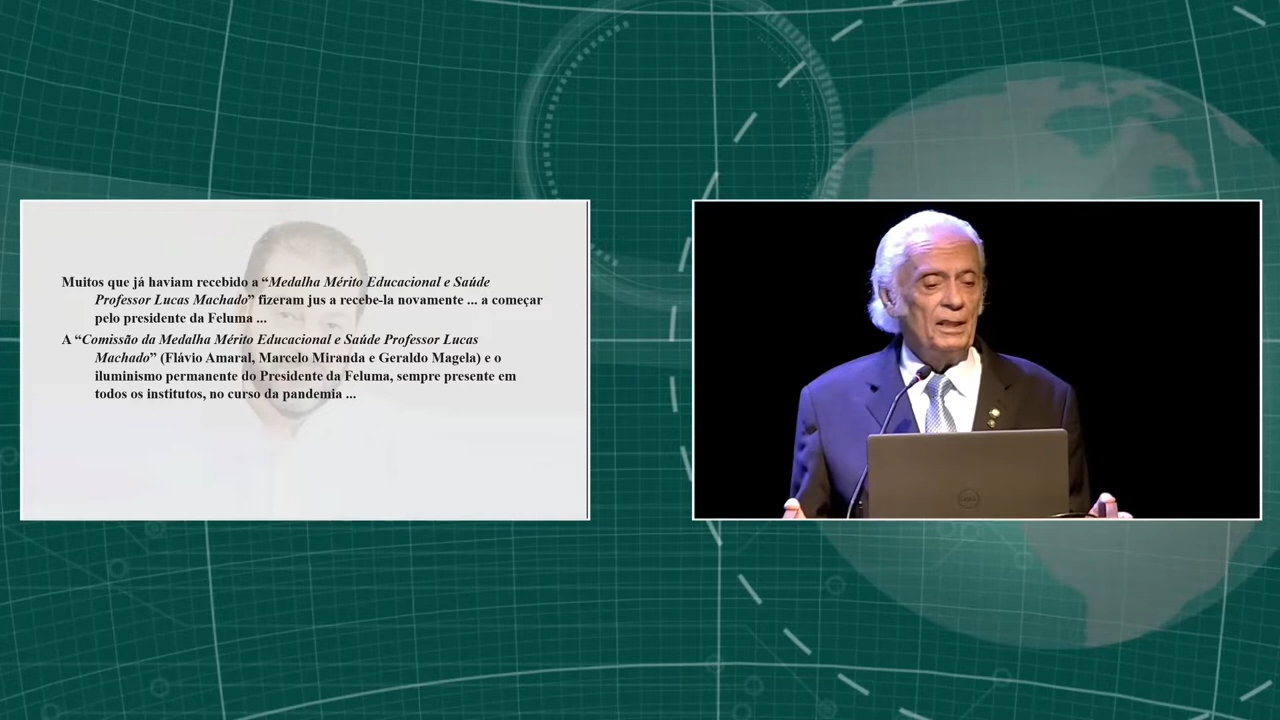 Muitos que já haviam recebido a “Medalha Mérito Educacional e Saúde
Professor Lucas Machado” fizeram jus a recebe-la novamente ... a começar
pelo presidente da Feluma ...
A “Comissão da Medalha Mérito Educacional e Saúde Professor Lucas
Machado” (Flávio Amaral, Marcelo Miranda e Geraldo Magela) e o
iluminismo permanente do Presidente da Feluma, sempre presente em
todos os institutos, no curso da pandemia ...